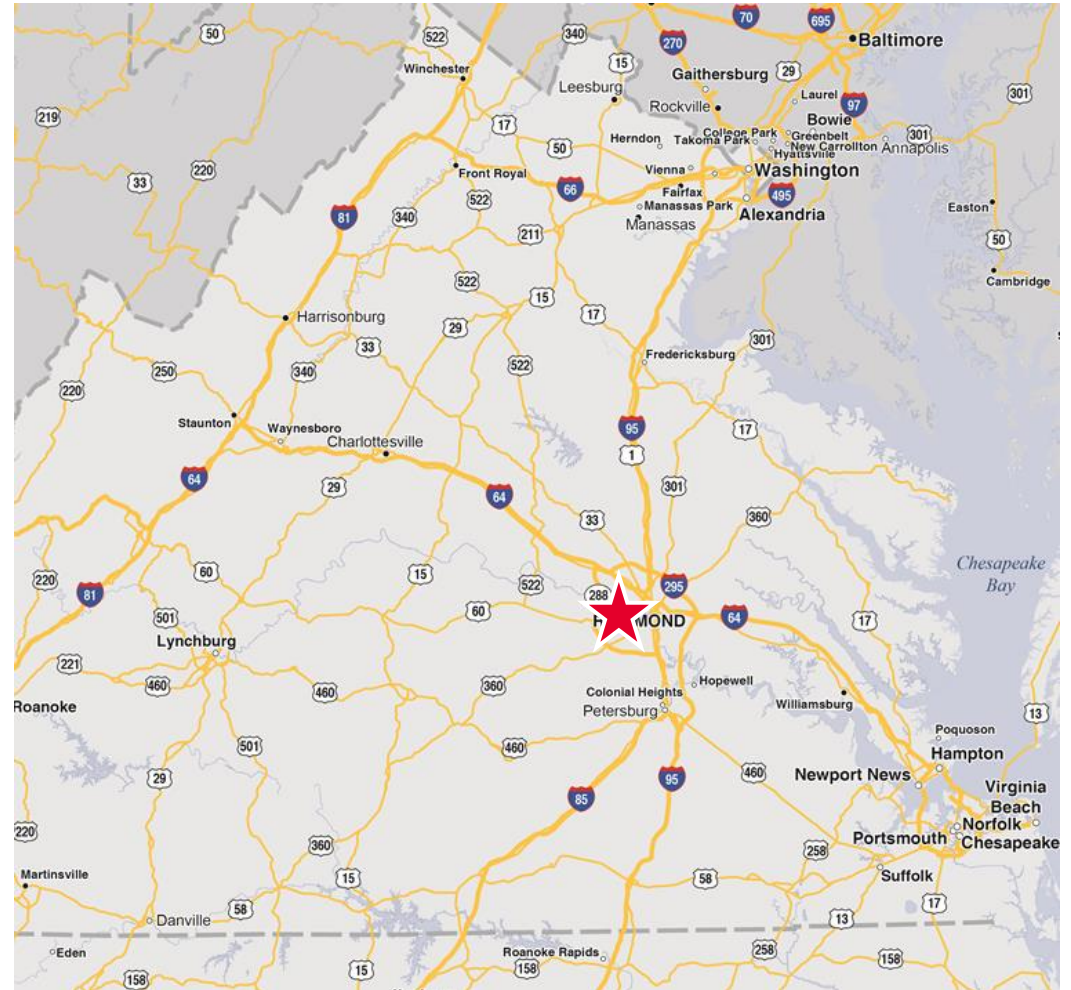 70
695
50
522
340
Baltimore
270
15
Winchester
Gaithersburg
29
Leesburg
Laurel
301
Rockville
97
219
17
Bowie
College Park
Greenbelt
301
Herndon
Takoma Park
New Carrollton
Annapolis
50
Hyattsville
220
Front Royal
Vienna
Washington
33
66
Fairfax
495
522
Manassas Park
Easton
81
340
Alexandria
Manassas
211
50
522
Cambridge
15
Harrisonburg
17
29
33
301
Fredericksburg
250
340
522
220
Staunton
Waynesboro
95
17
Charlottesville
1
64
29
64
301
33
360
Chesapeake
Bay
60
15
220
522
295
81
288
60
64
501
MOND
17
Lynchburg
221
460
460
360
Colonial Heights
Hopewell
Roanoke
Petersburg
Williamsburg
13
501
460
Poquoson
Hampton
29
95
460
Newport News
85
Virginia
Beach
220
Norfolk
360
Portsmouth
Chesapeake
258
Martinsville
15
58
Suffolk
58
17
Danville
13
Eden
Roanoke Rapids
258
15
158
158
158